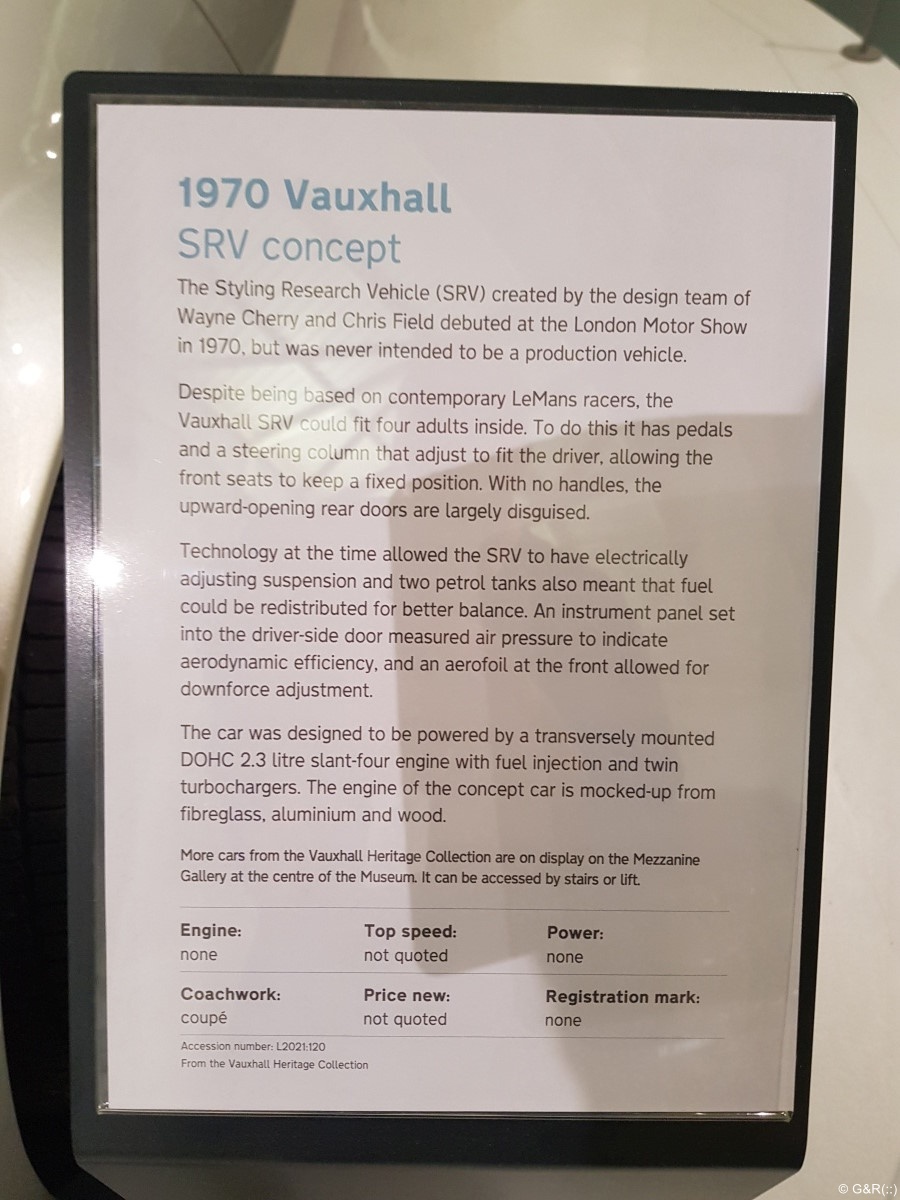 1970 Vauxhall
SRV concept
The Styling Research Vehicle (SRV) created by the design team of
Wayne Cherry and Chris Field debuted at the London Motor Show
in 1970, but was never intended to be a production vehicle.
Despite being based on contemporary LeMans racers, the
Vauxhall SRV could fit four adults inside. To do this it has pedals
and a steering column that adjust to fit the driver, allowing the
front seats to keep a fixed position. With no handles, the
upward-opening rear doors are largely disguised.
Technology at the time allowed the SRV to have electrically
adjusting suspension and two petrol tanks also meant that fuel
could be redistributed for better balance. An instrument panel set
into the driver-side door measured air pressure to indicate
aerodynamic efficiency, and an aerofoil at the front allowed for
downforce adjustment.
The car was designed to be powered by a transversely mounted
DOHC 2.3 litre slant-four engine with fuel injection and twin
turbochargers. The engine of the concept car is mocked-up from
fibreglass, aluminium and wood.
More cars from the Vauxhall Heritage Collection are on display on the Mezzanine
Gallery at the centre of the Museum. It can be accessed by stairs or lift.
Engine: Top speed: Power:
none not quoted none
Coachwork: Price new: Registration mark:
coupé not quoted none
Accession number: L2021:120
From the Vauxhall Heritage Collection
© G&R(::)